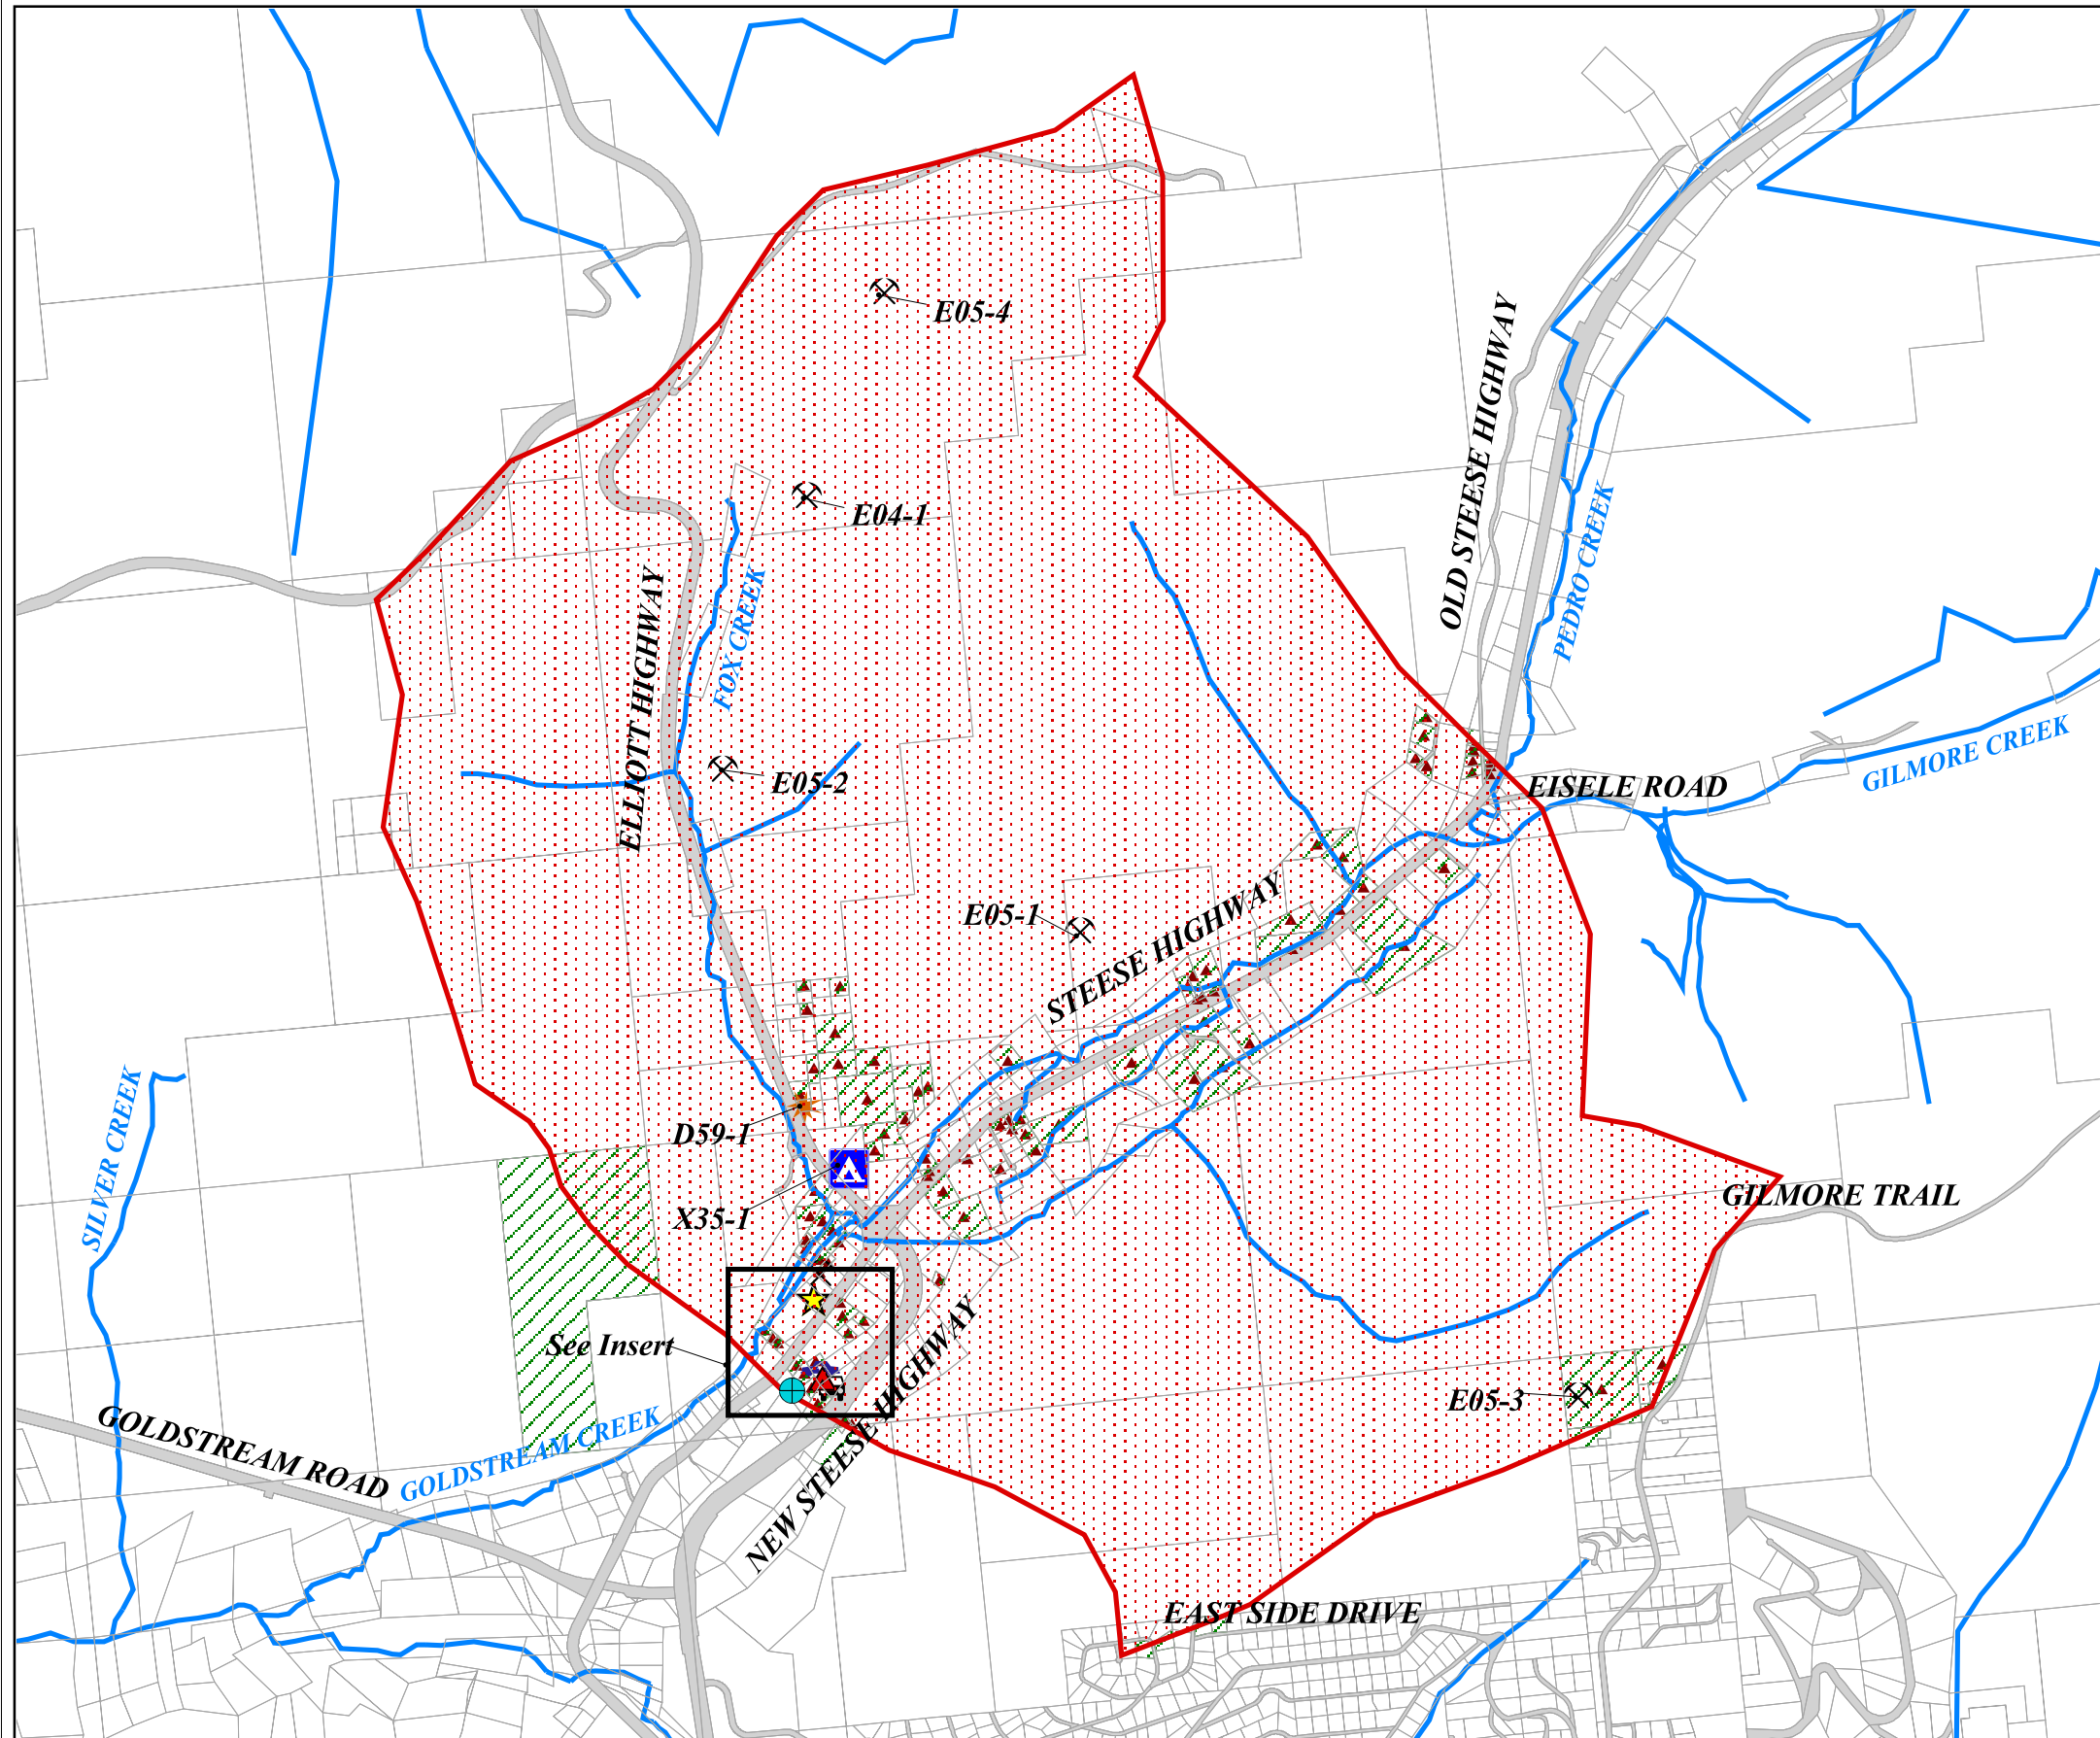 E05-4
OLD STEESE HIGHWAY
E04-1
PEDRO CREEK
ELLIOTT HIGHWAY
FOX CREEK
GILMORE CREEK
E05-2
EISELE ROAD
E05-1
STEESE HIGHWAY
SILVER CREEK
D59-1
X35-1
GILMORE TRAIL
See Insert
NEW STEESE HIGHWAY
E05-3
GOLDSTREAM ROAD
GOLDSTREAM CREEK
EAST SIDE DRIVE